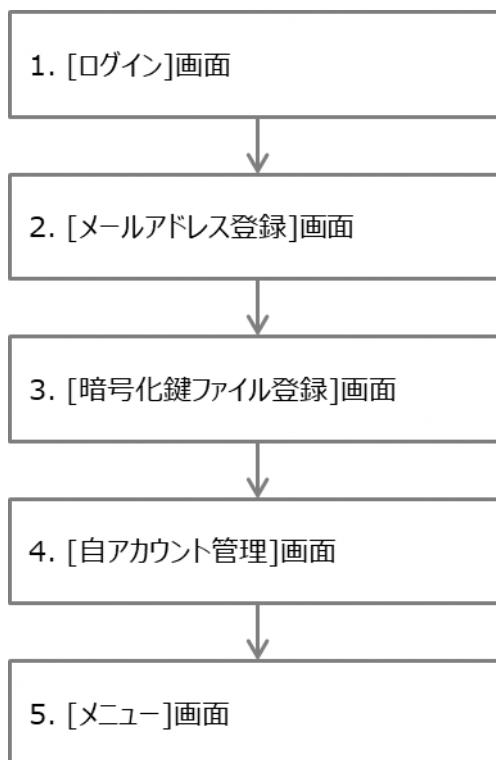 1. [ログイン]画面
2. [メールアドレス登録]画面
3. [暗号化鍵ファイル登録]画面
4. [自アカウント管理]画面
5. [メニュー]画面